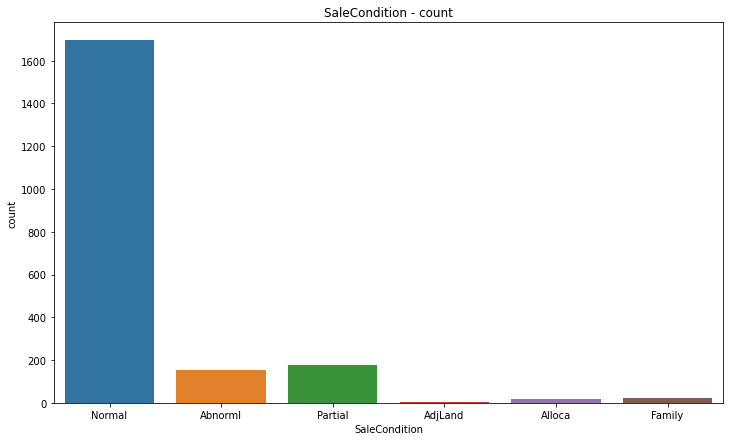 SaleCondition - count
1600
1400
1200
1000
800
600
400
200
0
count
Normal Abnorml Partial AdjLand Alloca Family
SaleCondition